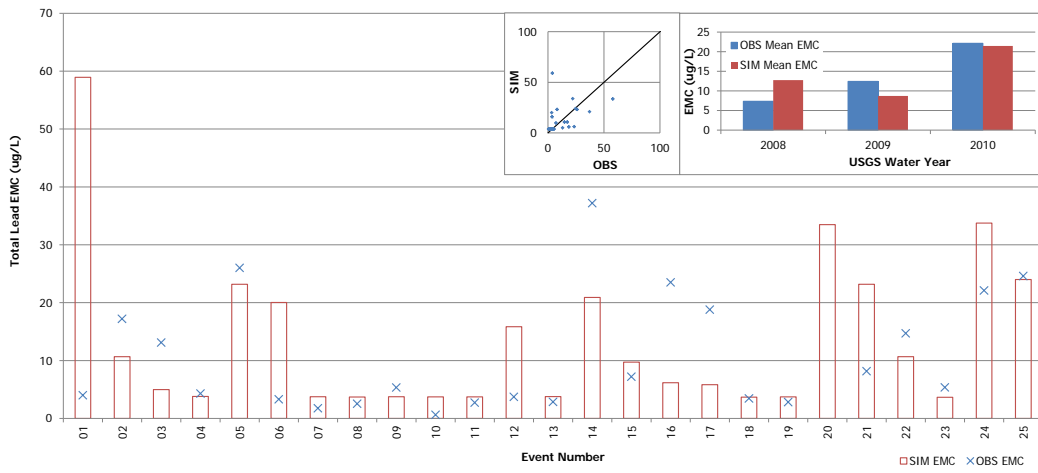 70
60
50
40
30
20
10
0
Total Lead EMC (ug/L)
01 02 03 04 05 06 07 08 09 10 11 12 13 14 15 16 17 18 19 20 21 22 23 24 25
Event Number
SIM EMC OBS EMC
100
50
0
SIM
0 50 100
OBS
25
20
15
10
5
0
EMC (ug/L)
OBS Mean EMC
SIM Mean EMC
2008 2009 2010
USGS Water Year